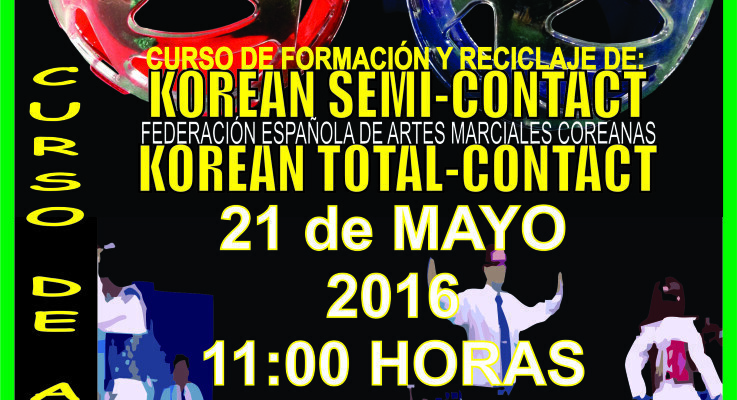 CURSO DE FORMACIÓN Y RECICLAJE DE:
KOREAN SEMI-CONTACT
FEDERACIÓN ESPAÑOLA DE ARTES MARCIALES COREANAS
KOREAN TOTAL-CONTACT
21 de MAYO
2016
11:00 HORAS
CURSO DE A